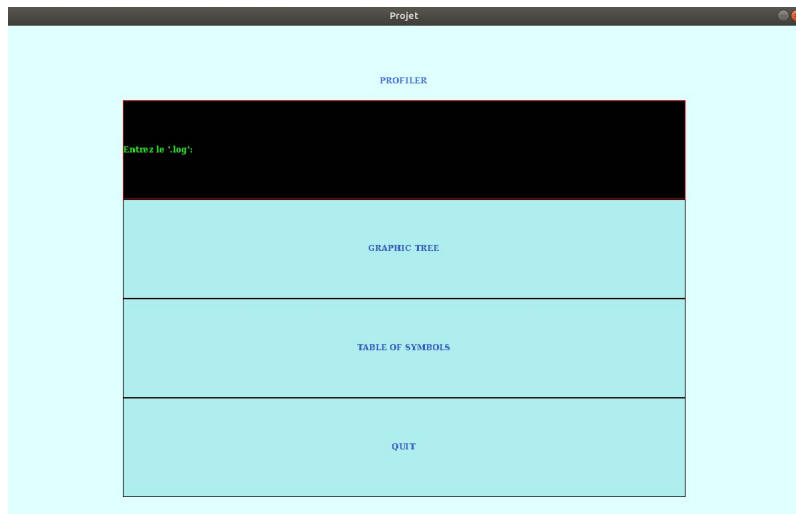 Projet
PROFILER
Entrez le '.log':
GRAPHIC TREE
TABLE OF SYMBOLS
QUIT